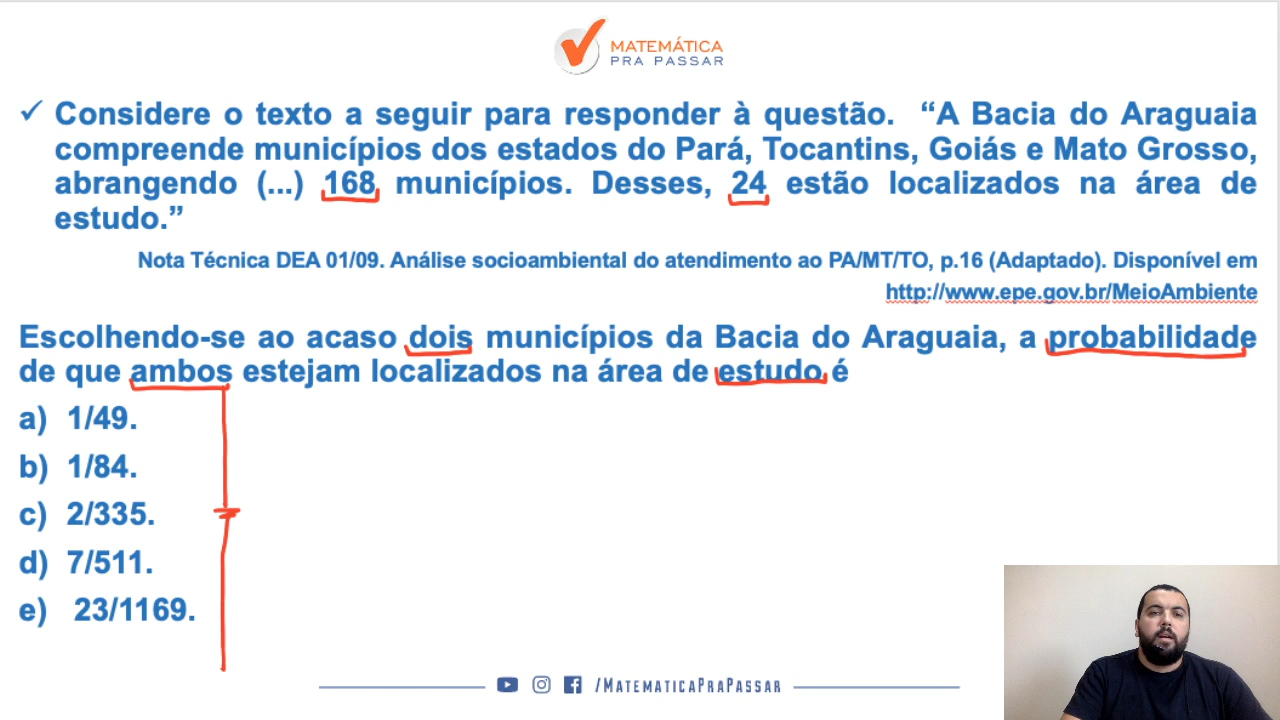 MATEMÁTICA
PRA PASSAR
✓ Considere o texto a seguir para responder à questão. “A Bacia do Araguaia
compreende municípios dos estados do Pará, Tocantins, Goiás e Mato Grosso,
abrangendo (...) 168 municípios. Desses, 24 estão localizados na área de
estudo.”
Nota Técnica DEA 01/09. Análise socioambiental do atendimento ao PA/MT/TO, p.16 (Adaptado). Disponível em
http://www.epe.gov.br/MeioAmbiente
Escolhendo-se ao acaso dois municípios da Bacia do Araguaia, a probabilidade
de que ambos estejam localizados na área de estudo é
a) 1/49.
b) 1/84.
c) 2/335.
d) 7/511.
e) 23/1169.
/MATEMATICAPRAPASSAR